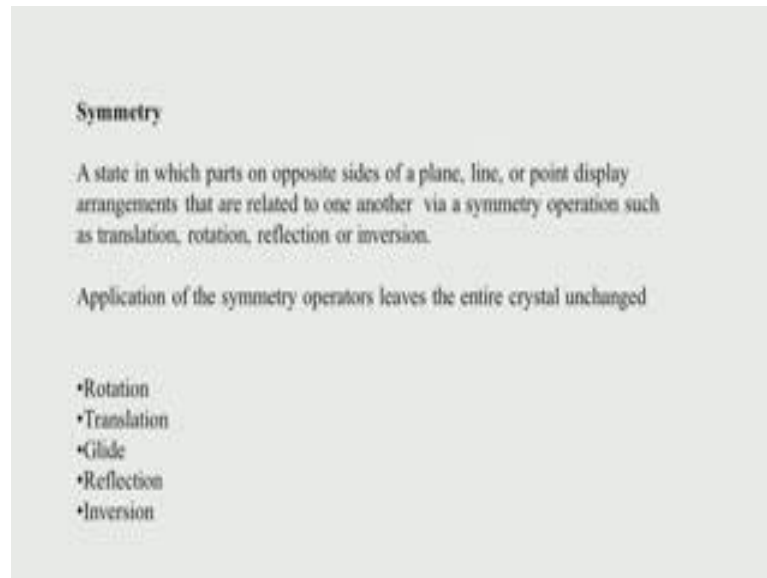 Symmetry
A state in which parts on opposite sides of a plane, line, or point display
arrangements that are related to one another via a symmetry operation such
as translation, rotation, reflection or inversion.
Application of the symmetry operators leaves the entire crystal unchanged
•Rotation
•Translation
•Glide
•Reflection
•Inversion